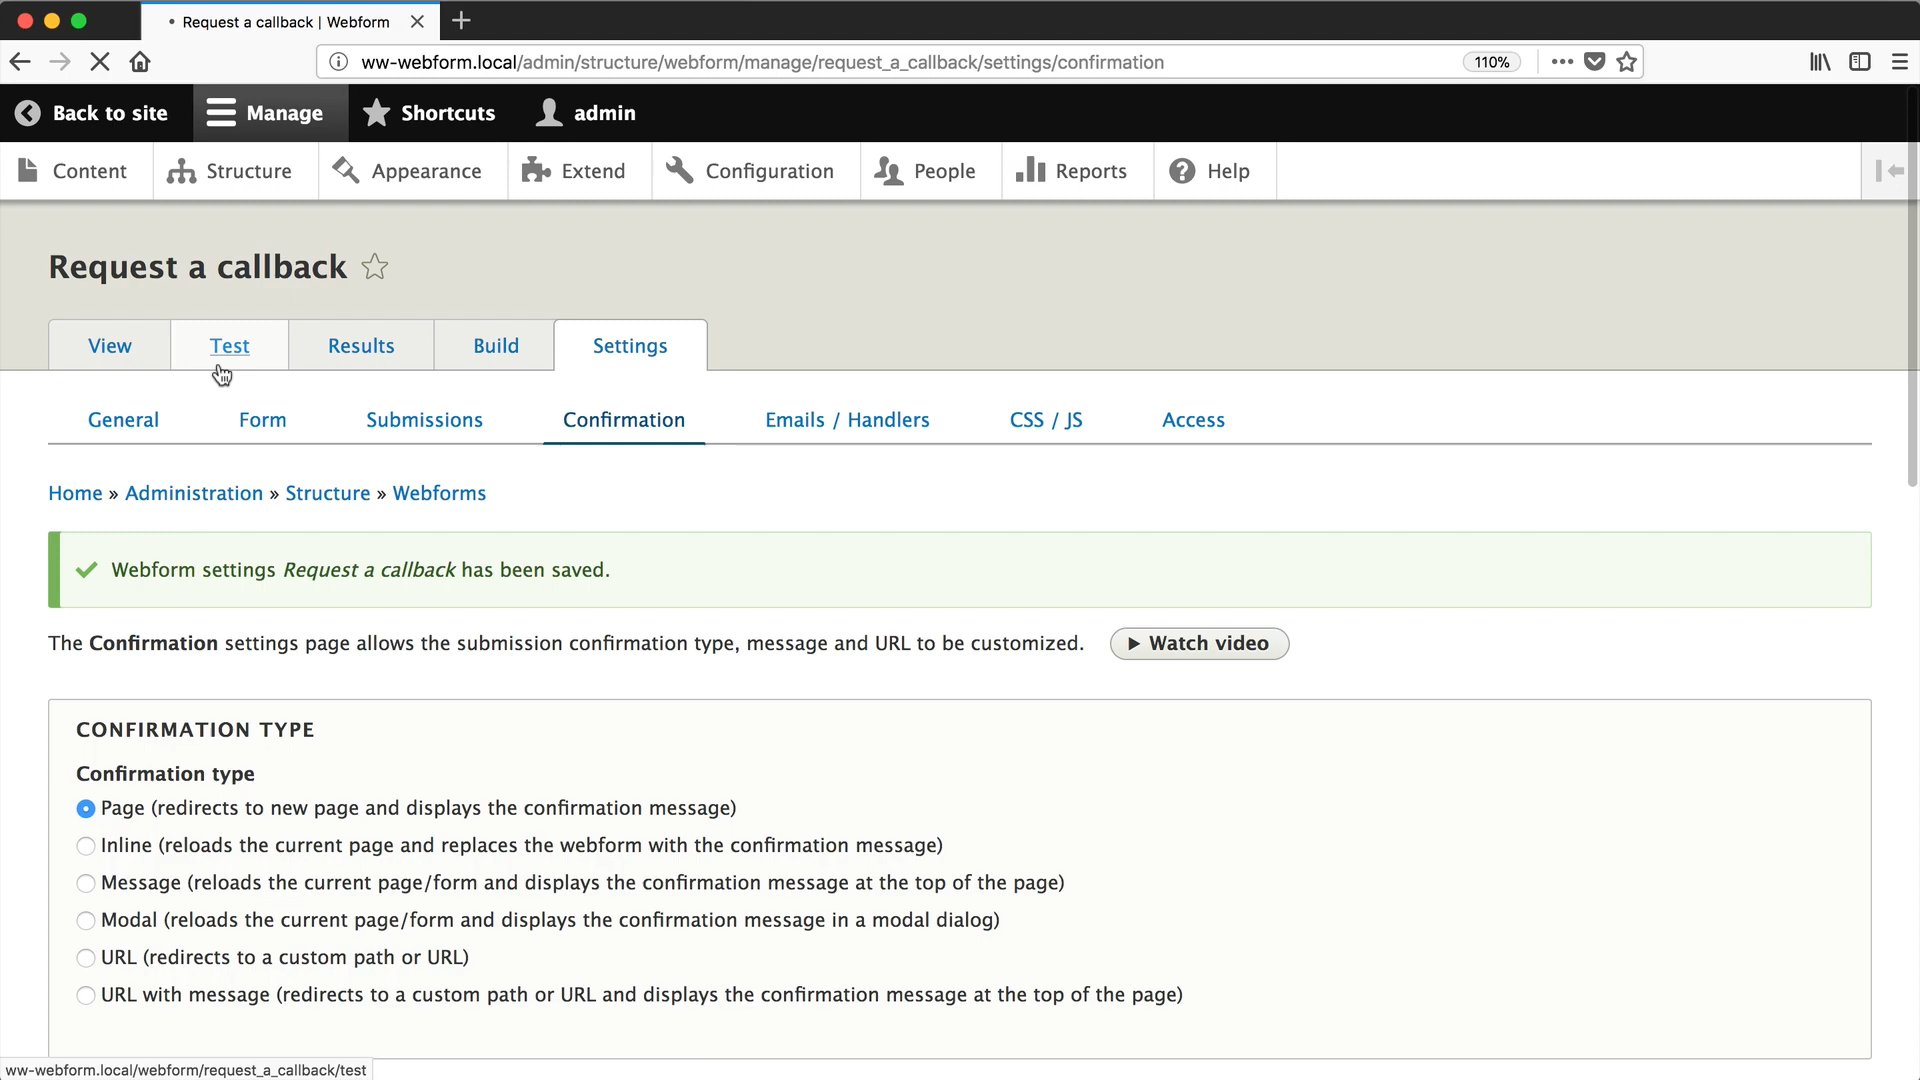 • Request a callback | Webform
ww-webform.local/admin/structure/webform/manage/request_a_callback/settings/confirmation 110%
Back to site Manage Shortcuts admin
Content Structure Appearance Extend Configuration People Reports Help
Request a callback
View Test Results Build Settings
General Form Submissions Confirmation Emails / Handlers CSS / JS Access
Home » Administration » Structure » Webforms
Webform settings Request a callback has been saved.
The Confirmation settings page allows the submission confirmation type, message and URL to be customized. Watch video
CONFIRMATION TYPE
Confirmation type
Page (redirects to new page and displays the confirmation message)
Inline (reloads the current page and replaces the webform with the confirmation message)
Message (reloads the current page/form and displays the confirmation message at the top of the page)
Modal (reloads the current page/form and displays the confirmation message in a modal dialog)
URL (redirects to a custom path or URL)
URL with message (redirects to a custom path or URL and displays the confirmation message at the top of the page)
ww-webform.local/webform/request_a_callback/test